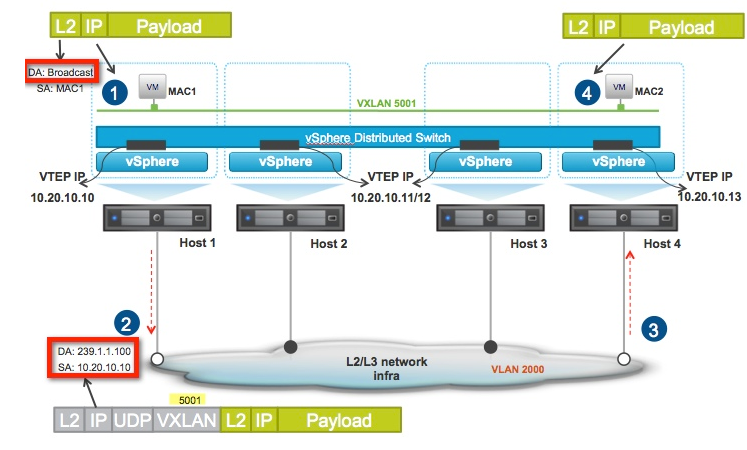 L2 IP Payload
L2 IP Payload
DA: Broadcast
SA: MAC1
1
VM
MAC1
4
VM
MAC2
VXLAN 5001
vSphere Distributed Switch
vSphere
vSphere
vSphere
vSphere
VTEP IP
10.20.10.10
VTEP IP
10.20.10.11/12
VTEP IP
10.20.10.13
Host 1
Host 2
Host 3
Host 4
2
3
DA: 239.1.1.100
SA: 10.20.10.10
L2/L3 network
infra
VLAN 2000
5001
L2 IP UDP VXLAN L2 IP Payload